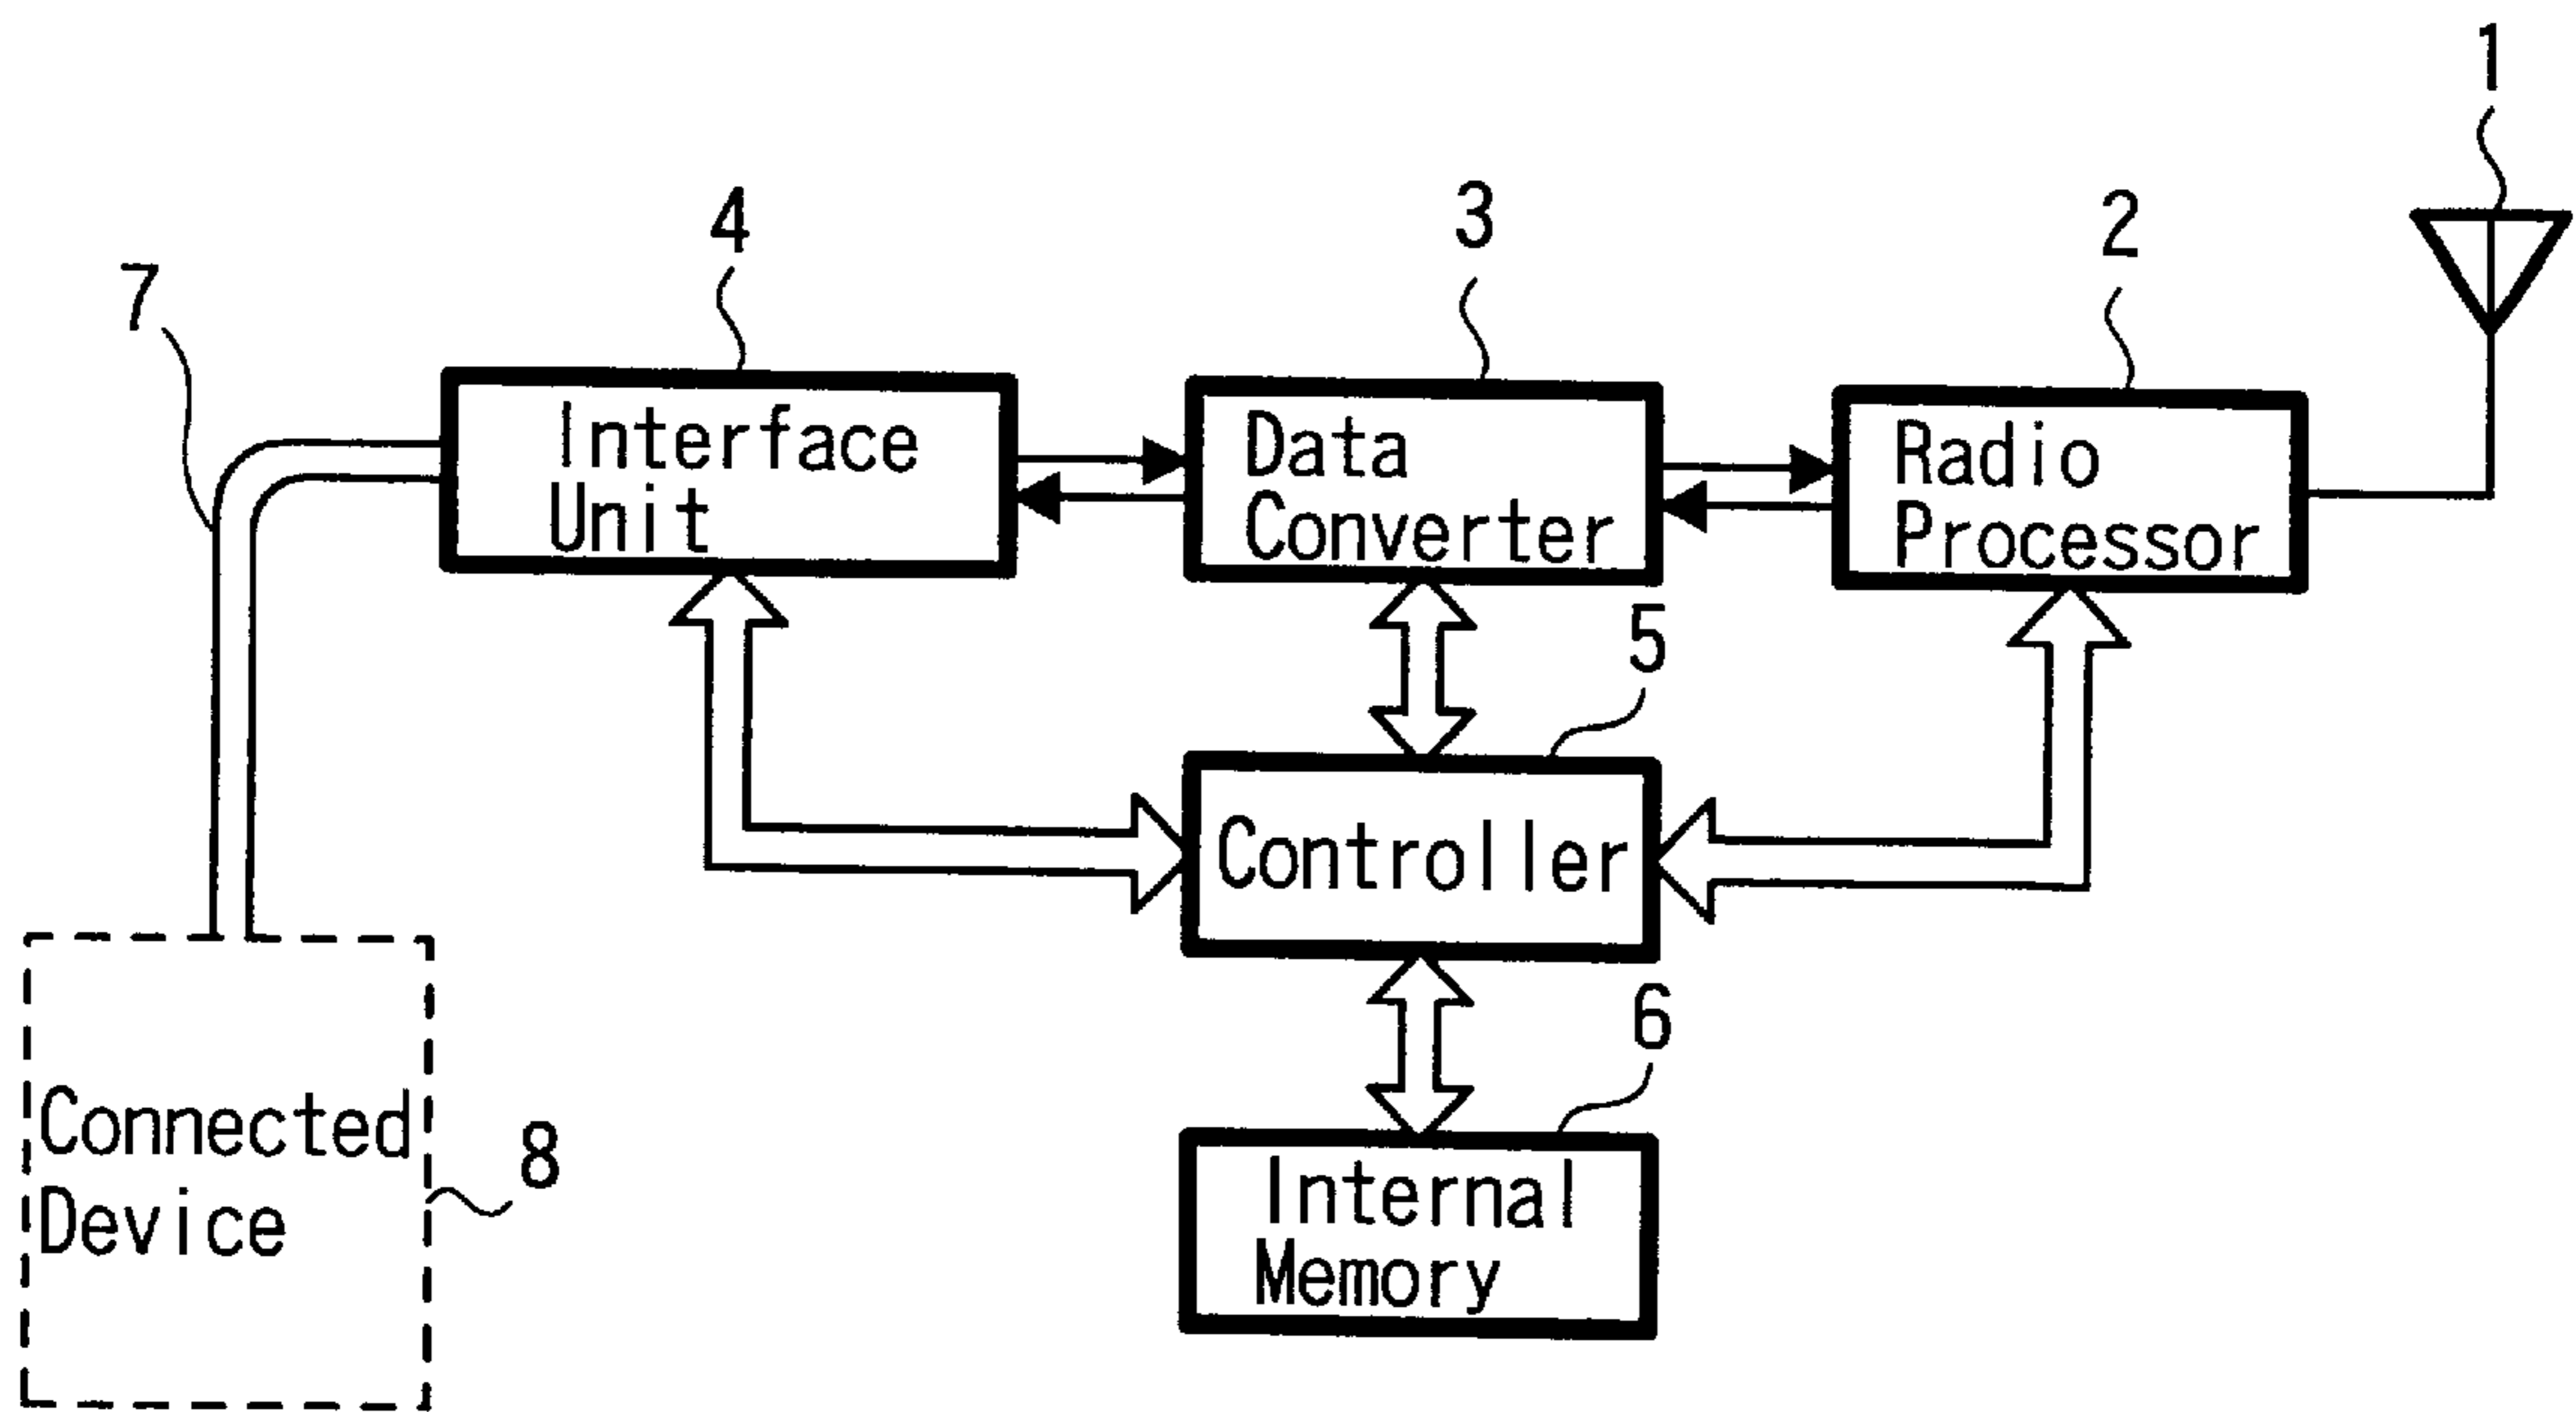 1
2
3
4
7
Interface
Unit
Data
Converter
Radio
Processor
5
Controller
6
Internal
Memory
Connected
Device
8